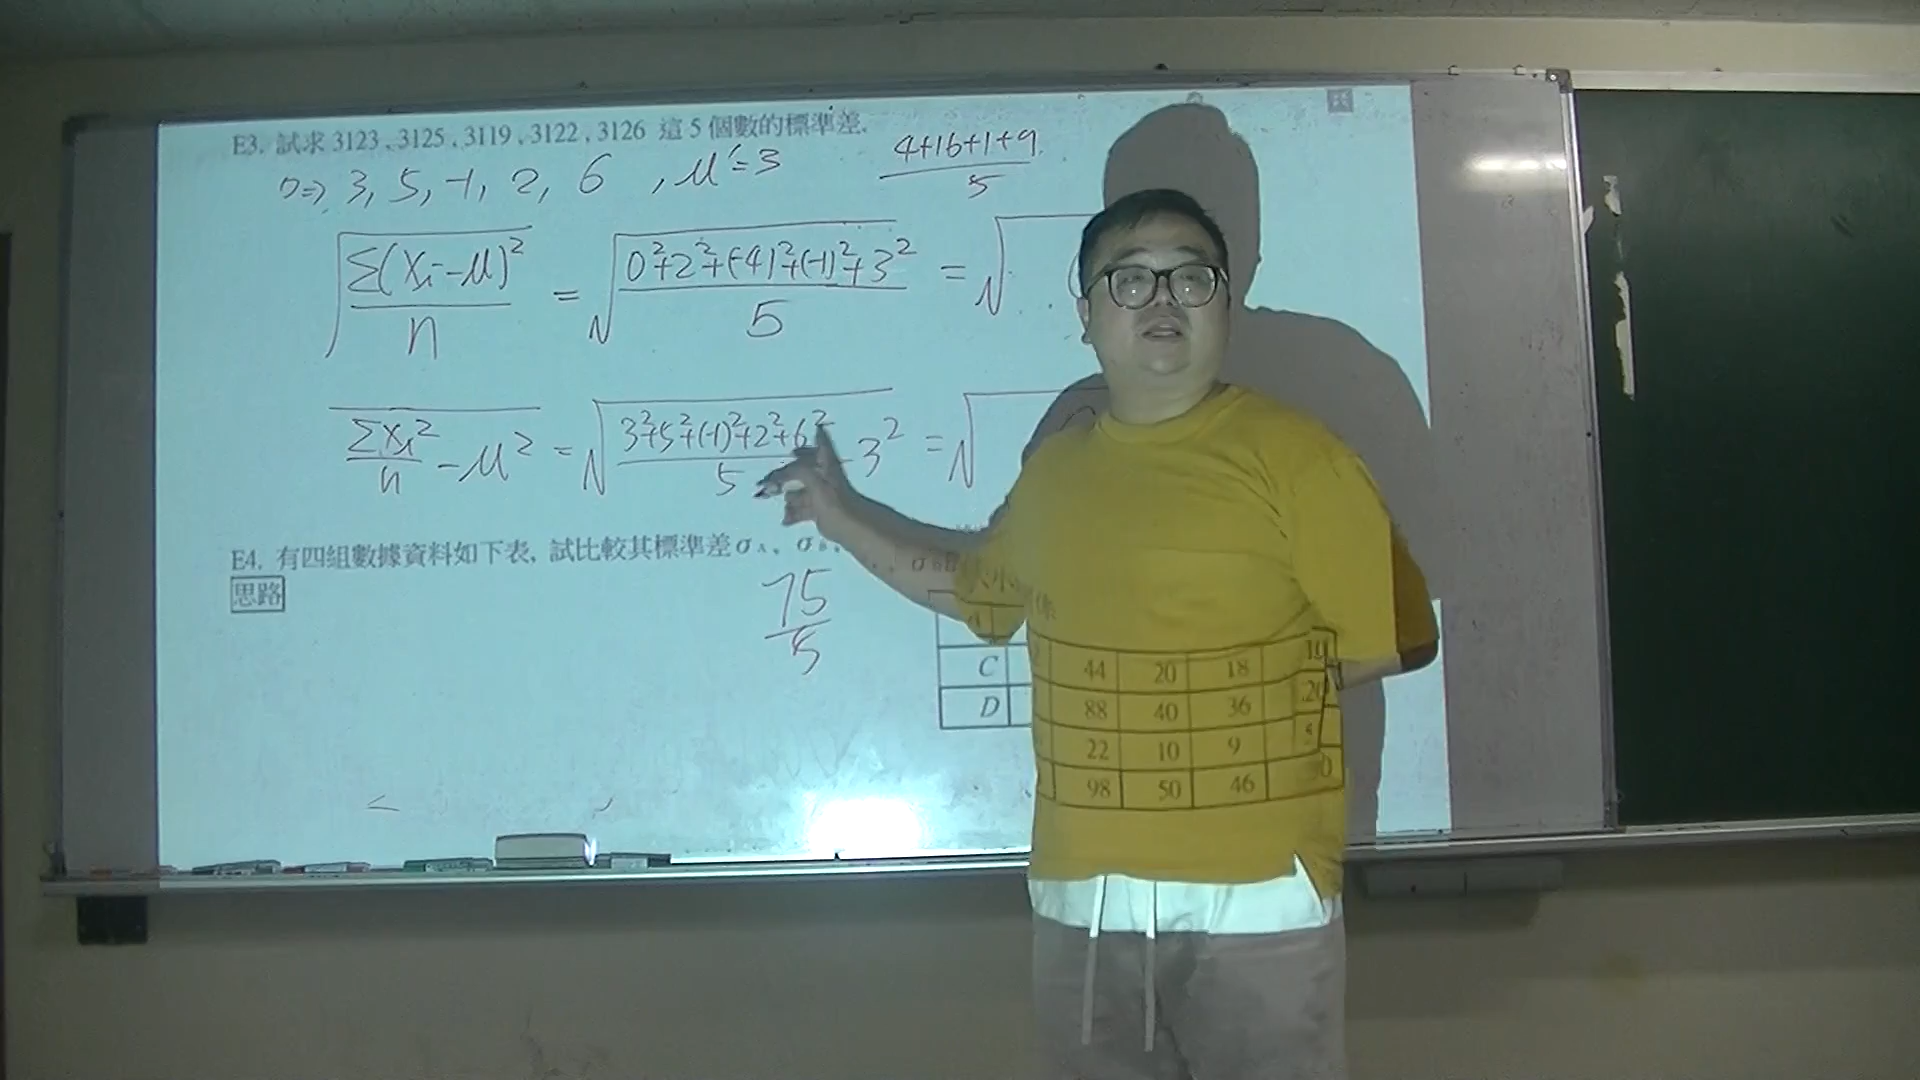 E3. 試求 3123、3125、3119、3122、3126 這 5 個數的標準差.
4+16+1+9
5
⇒ 3, 5, -1, 2, 6 , μ'=3
√(Σ(xᵢ-μ)²/n) = √((0²+2²+(-4)²+(-1)²+3²)/5) = √
Σxᵢ²/n - μ² = √((3²+5²+(-1)²+2²+6²)/5 - 3²) = √
E4. 有四組數據資料如下表, 試比較其標準差 σA、σB、
思路
75
5
C 44 20 18 10
D 88 40 36 20
22 10 9 5
98 50 46